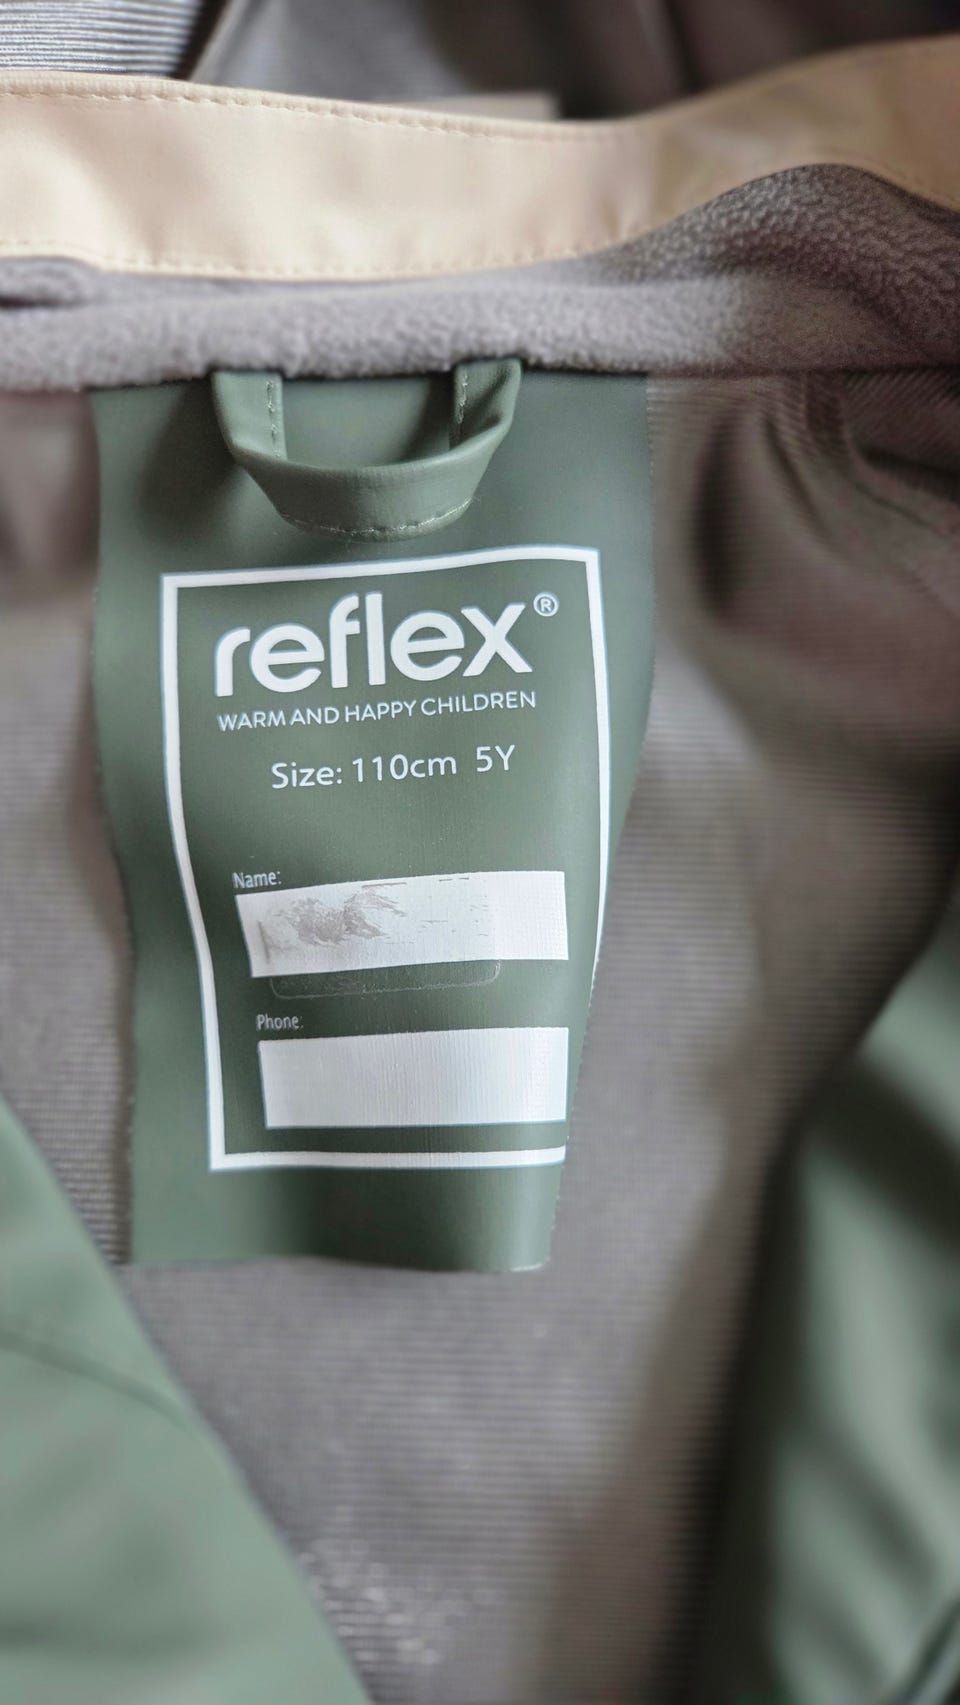 reflex®
WARM AND HAPPY CHILDREN
Size: 110cm 5Y
Name:
Phone: